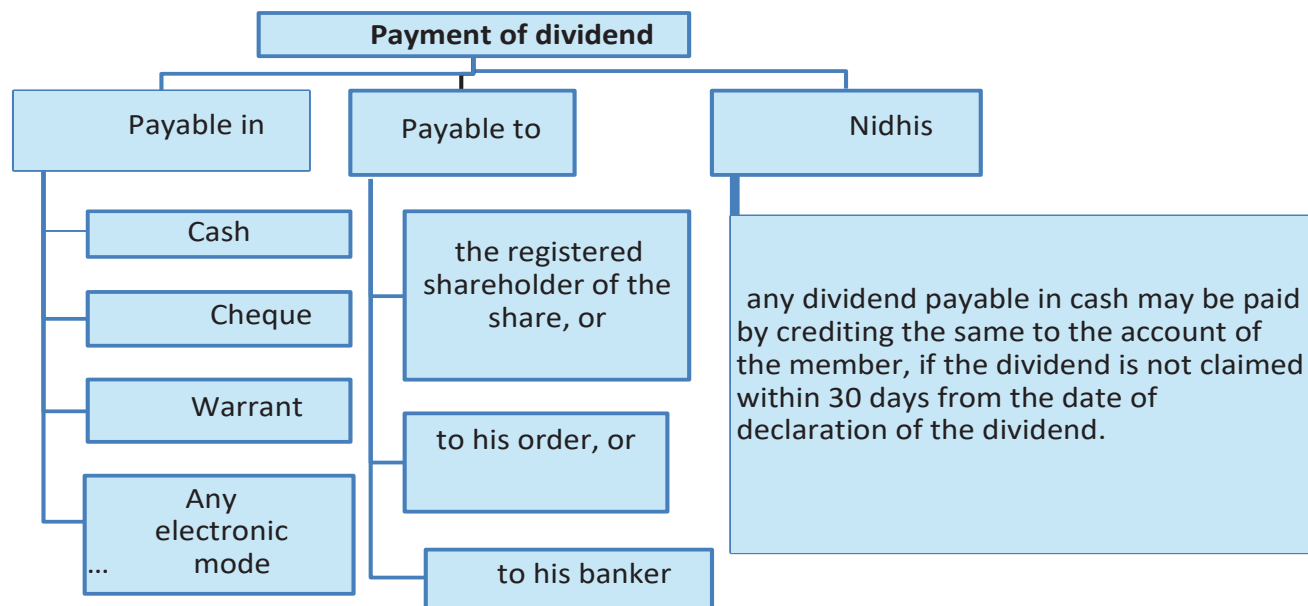 Payment of dividend
Payable in
Cash
Cheque
Warrant
Any
electronic
... mode
Payable to
the registered
shareholder of the
share, or
to his order, or
to his banker
Nidhis
any dividend payable in cash may be paid
by crediting the same to the account of
the member, if the dividend is not claimed
within 30 days from the date of
declaration of the dividend.